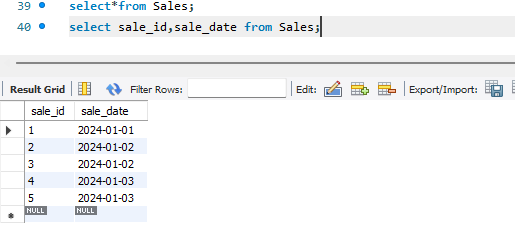 39 select*from Sales;
40 select sale_id,sale_date from Sales;
Result Grid Filter Rows: Edit: Export/Import:
sale_id sale_date
1 2024-01-01
2 2024-01-02
3 2024-01-02
4 2024-01-03
5 2024-01-03
NULL NULL